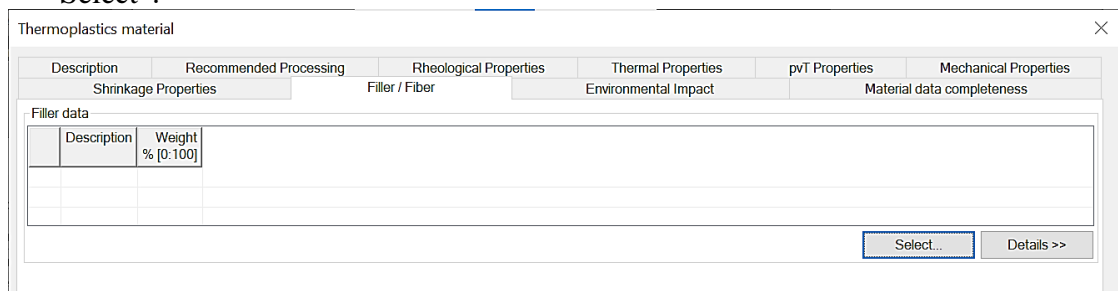 Select".
Thermoplastics material
Description Recommended Processing Rheological Properties Thermal Properties pvT Properties Mechanical Properties
Shrinkage Properties Filler / Fiber Environmental Impact Material data completeness
Filler data
Description Weight
% [0:100]
Select... Details >>